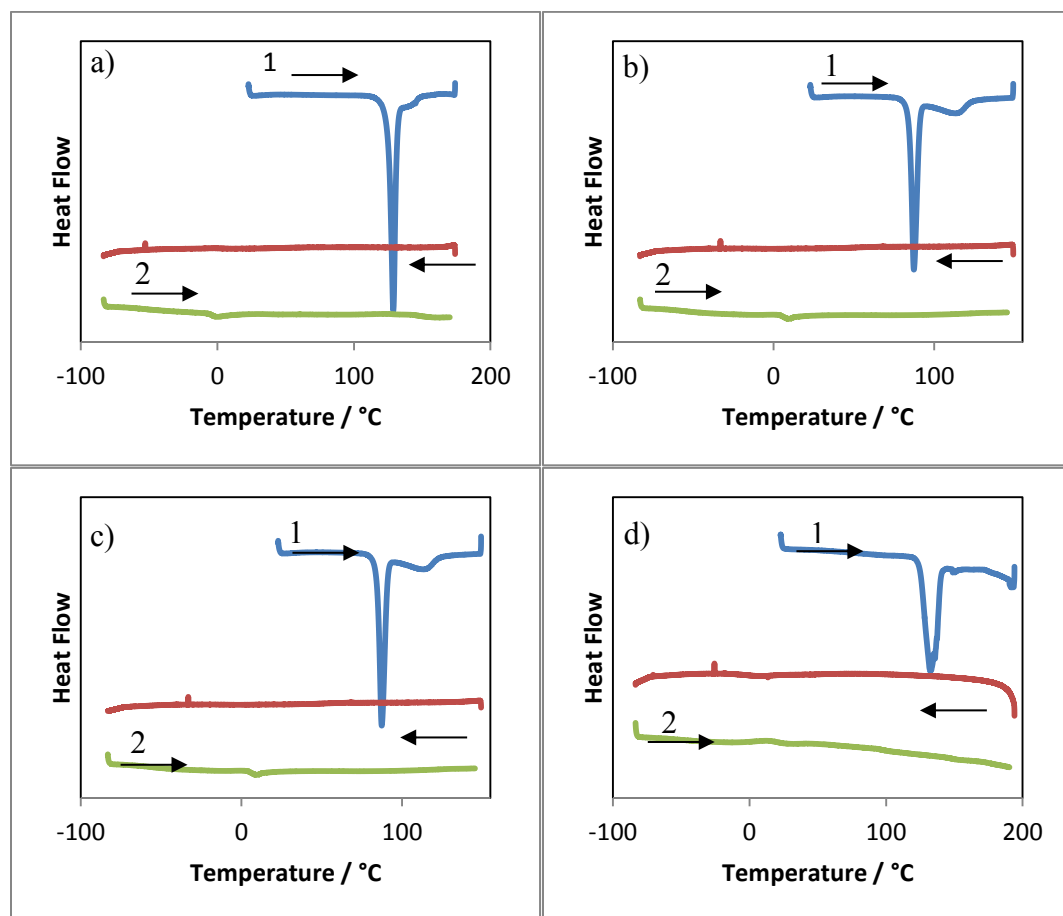 a)
1
Heat Flow
2
-100 0 100 200
Temperature / °C
b)
1
Heat Flow
2
-100 0 100
Temperature / °C
c)
1
Heat Flow
2
-100 0 100
Temperature / °C
d)
1
Heat Flow
2
-100 0 100 200
Temperature / °C